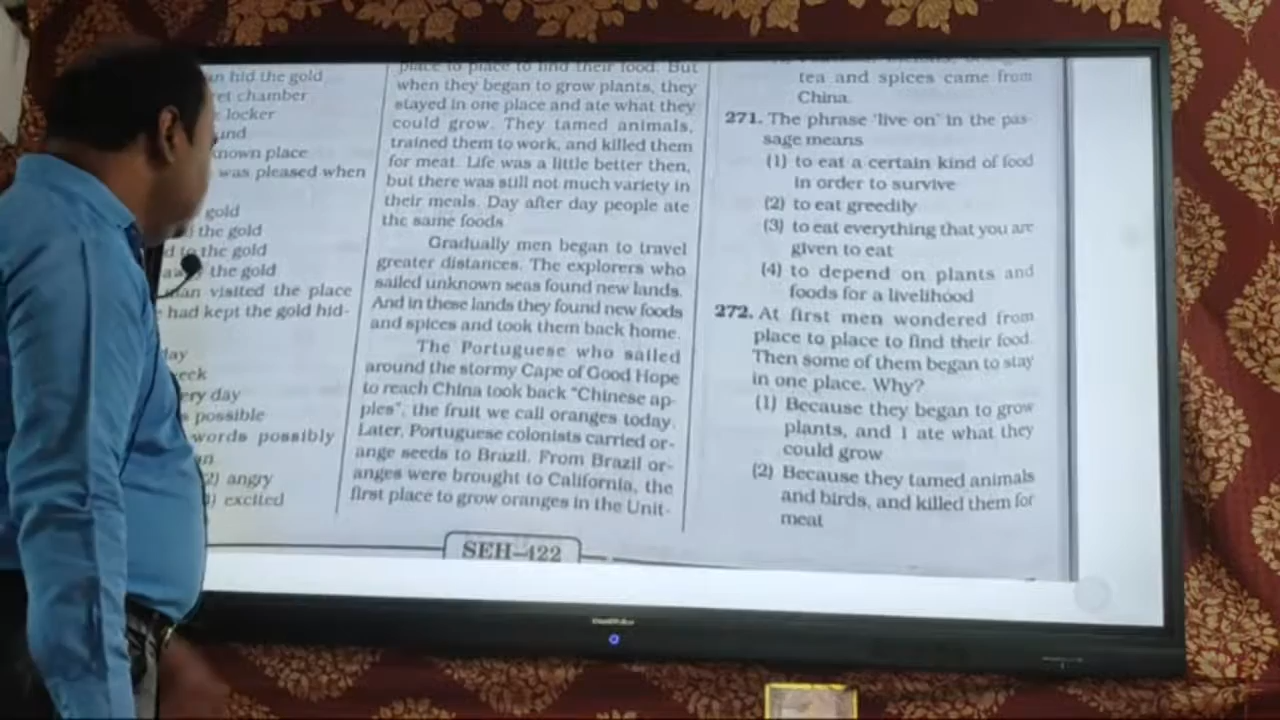 hid the gold
chamber
locker
place
was pleased when
gold
the gold
to the gold
the gold
man visited the place
had kept the gold hid-
day
possible
words possibly
(2) angry
excited
place to place to find their food. But
when they began to grow plants, they
stayed in one place and ate what they
could grow. They tamed animals,
trained them to work, and killed them
for meat. Life was a little better then,
but there was still not much variety in
their meals. Day after day people ate
the same foods
Gradually men began to travel
greater distances. The explorers who
sailed unknown seas found new lands.
And in these lands they found new foods
and spices and took them back home.
The Portuguese who sailed
around the stormy Cape of Good Hope
to reach China took back "Chinese ap-
ples", the fruit we call oranges today.
Later, Portuguese colonists carried or-
ange seeds to Brazil. From Brazil or-
anges were brought to California, the
first place to grow oranges in the Unit-
SEH-422
tea and spices came from
China.
271. The phrase 'live on' in the pas-
sage means
(1) to eat a certain kind of food
in order to survive
(2) to eat greedily
(3) to eat everything that you are
given to eat
(4) to depend on plants and
foods for a livelihood
272. At first men wondered from
place to place to find their food.
Then some of them began to stay
in one place. Why?
(1) Because they began to grow
plants, and I ate what they
could grow
(2) Because they tamed animals
and birds, and killed them for
meat